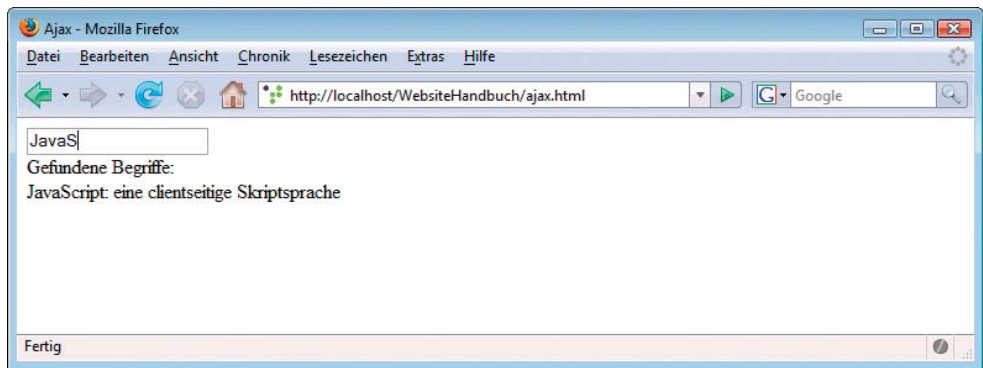 Ajax - Mozilla Firefox
Datei Bearbeiten Ansicht Chronik Lesezeichen Extras Hilfe
http://localhost/WebsiteHandbuch/ajax.html G Google
JavaS
Gefundene Begriffe:
JavaScript: eine clientseitige Skriptsprache
Fertig